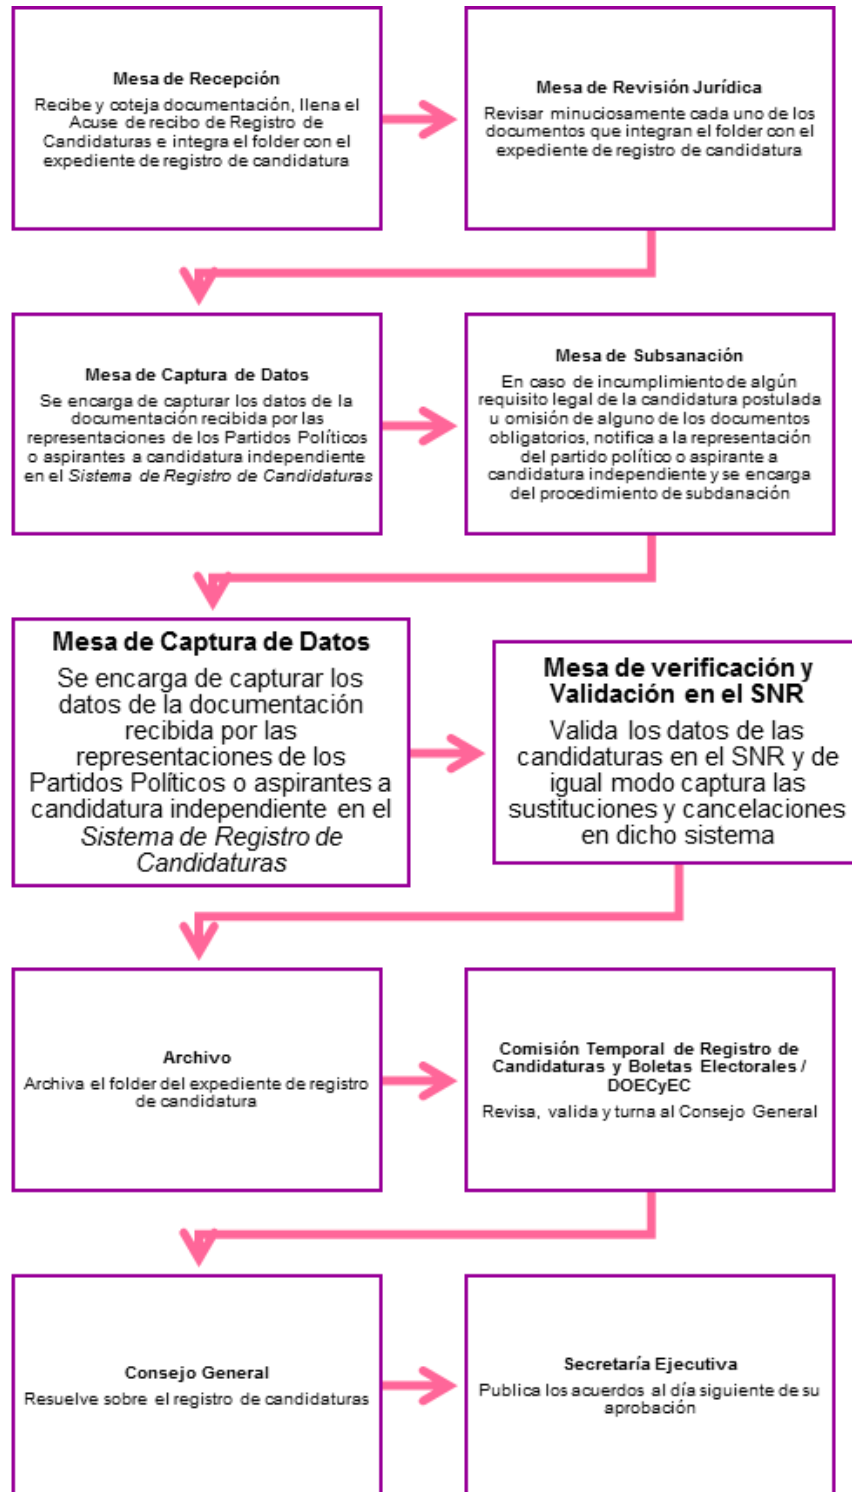 Mesa de Recepción
Recibe y coteja documentación, llena el
Acuse de recibo de Registro de
Candidaturas e integra el folder con el
expediente de registro de candidatura
Mesa de Revisión Jurídica
Revisar minuciosamente cada uno de los
documentos que integran el folder con el
expediente de registro de candidatura
Mesa de Captura de Datos
Se encarga de capturar los datos de la
documentación recibida por las
representaciones de los Partidos Políticos
o aspirantes a candidatura independiente
en el Sistema de Registro de Candidaturas
Mesa de Subsanación
En caso de incumplimiento de algún
requisito legal de la candidatura postulada
u omisión de alguno de los documentos
obligatorios, notifica a la representación
del partido político o aspirante a
candidatura independiente y se encarga
del procedimiento de subdanación
Mesa de Captura de Datos
Se encarga de capturar los
datos de la documentación
recibida por las
representaciones de los
Partidos Políticos o aspirantes a
candidatura independiente en el
Sistema de Registro de
Candidaturas
Mesa de verificación y
Validación en el SNR
Valida los datos de las
candidaturas en el SNR y de
igual modo captura las
sustituciones y cancelaciones
en dicho sistema
Archivo
Archiva el folder del expediente de registro
de candidatura
Comisión Temporal de Registro de
Candidaturas y Boletas Electorales /
DOECyEC
Revisa, valida y turna al Consejo General
Consejo General
Resuelve sobre el registro de candidaturas
Secretaría Ejecutiva
Publica los acuerdos al día siguiente de su
aprobación